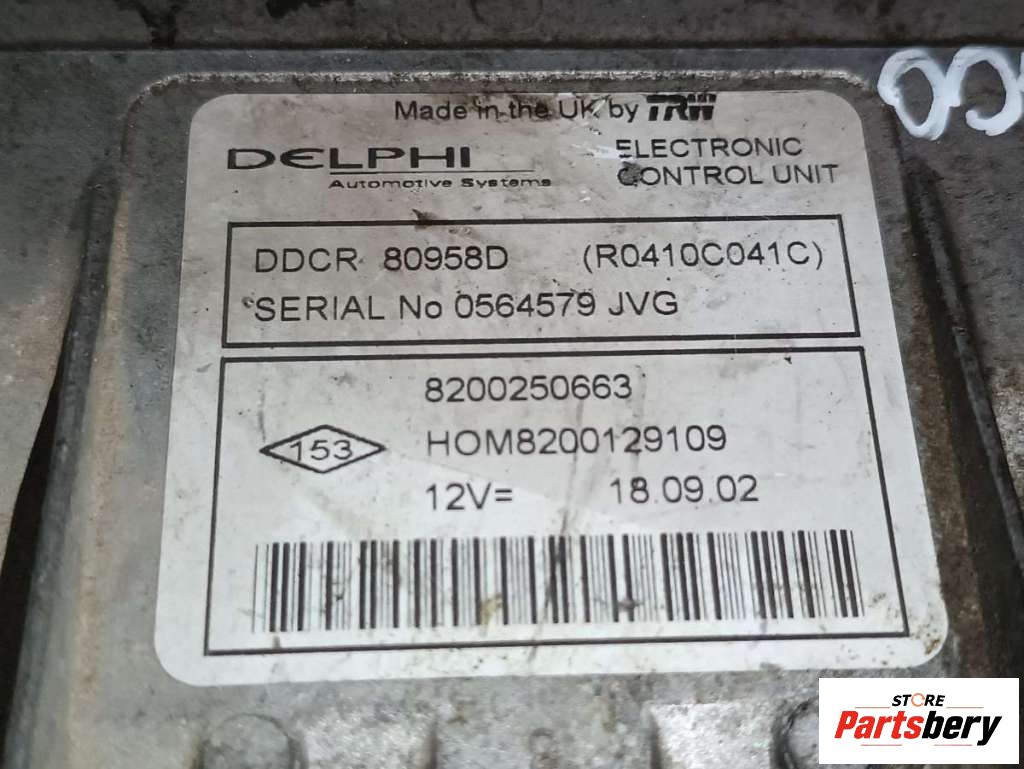 Made in the UK by TRW
DELPHI
Automotive Systems
ELECTRONIC
CONTROL UNIT
DDCR 80958D (R0410C041C)
SERIAL No 0564579 JVG
8200250663
153
HOM8200129109
12V= 18.09.02
STORE
Partsbery